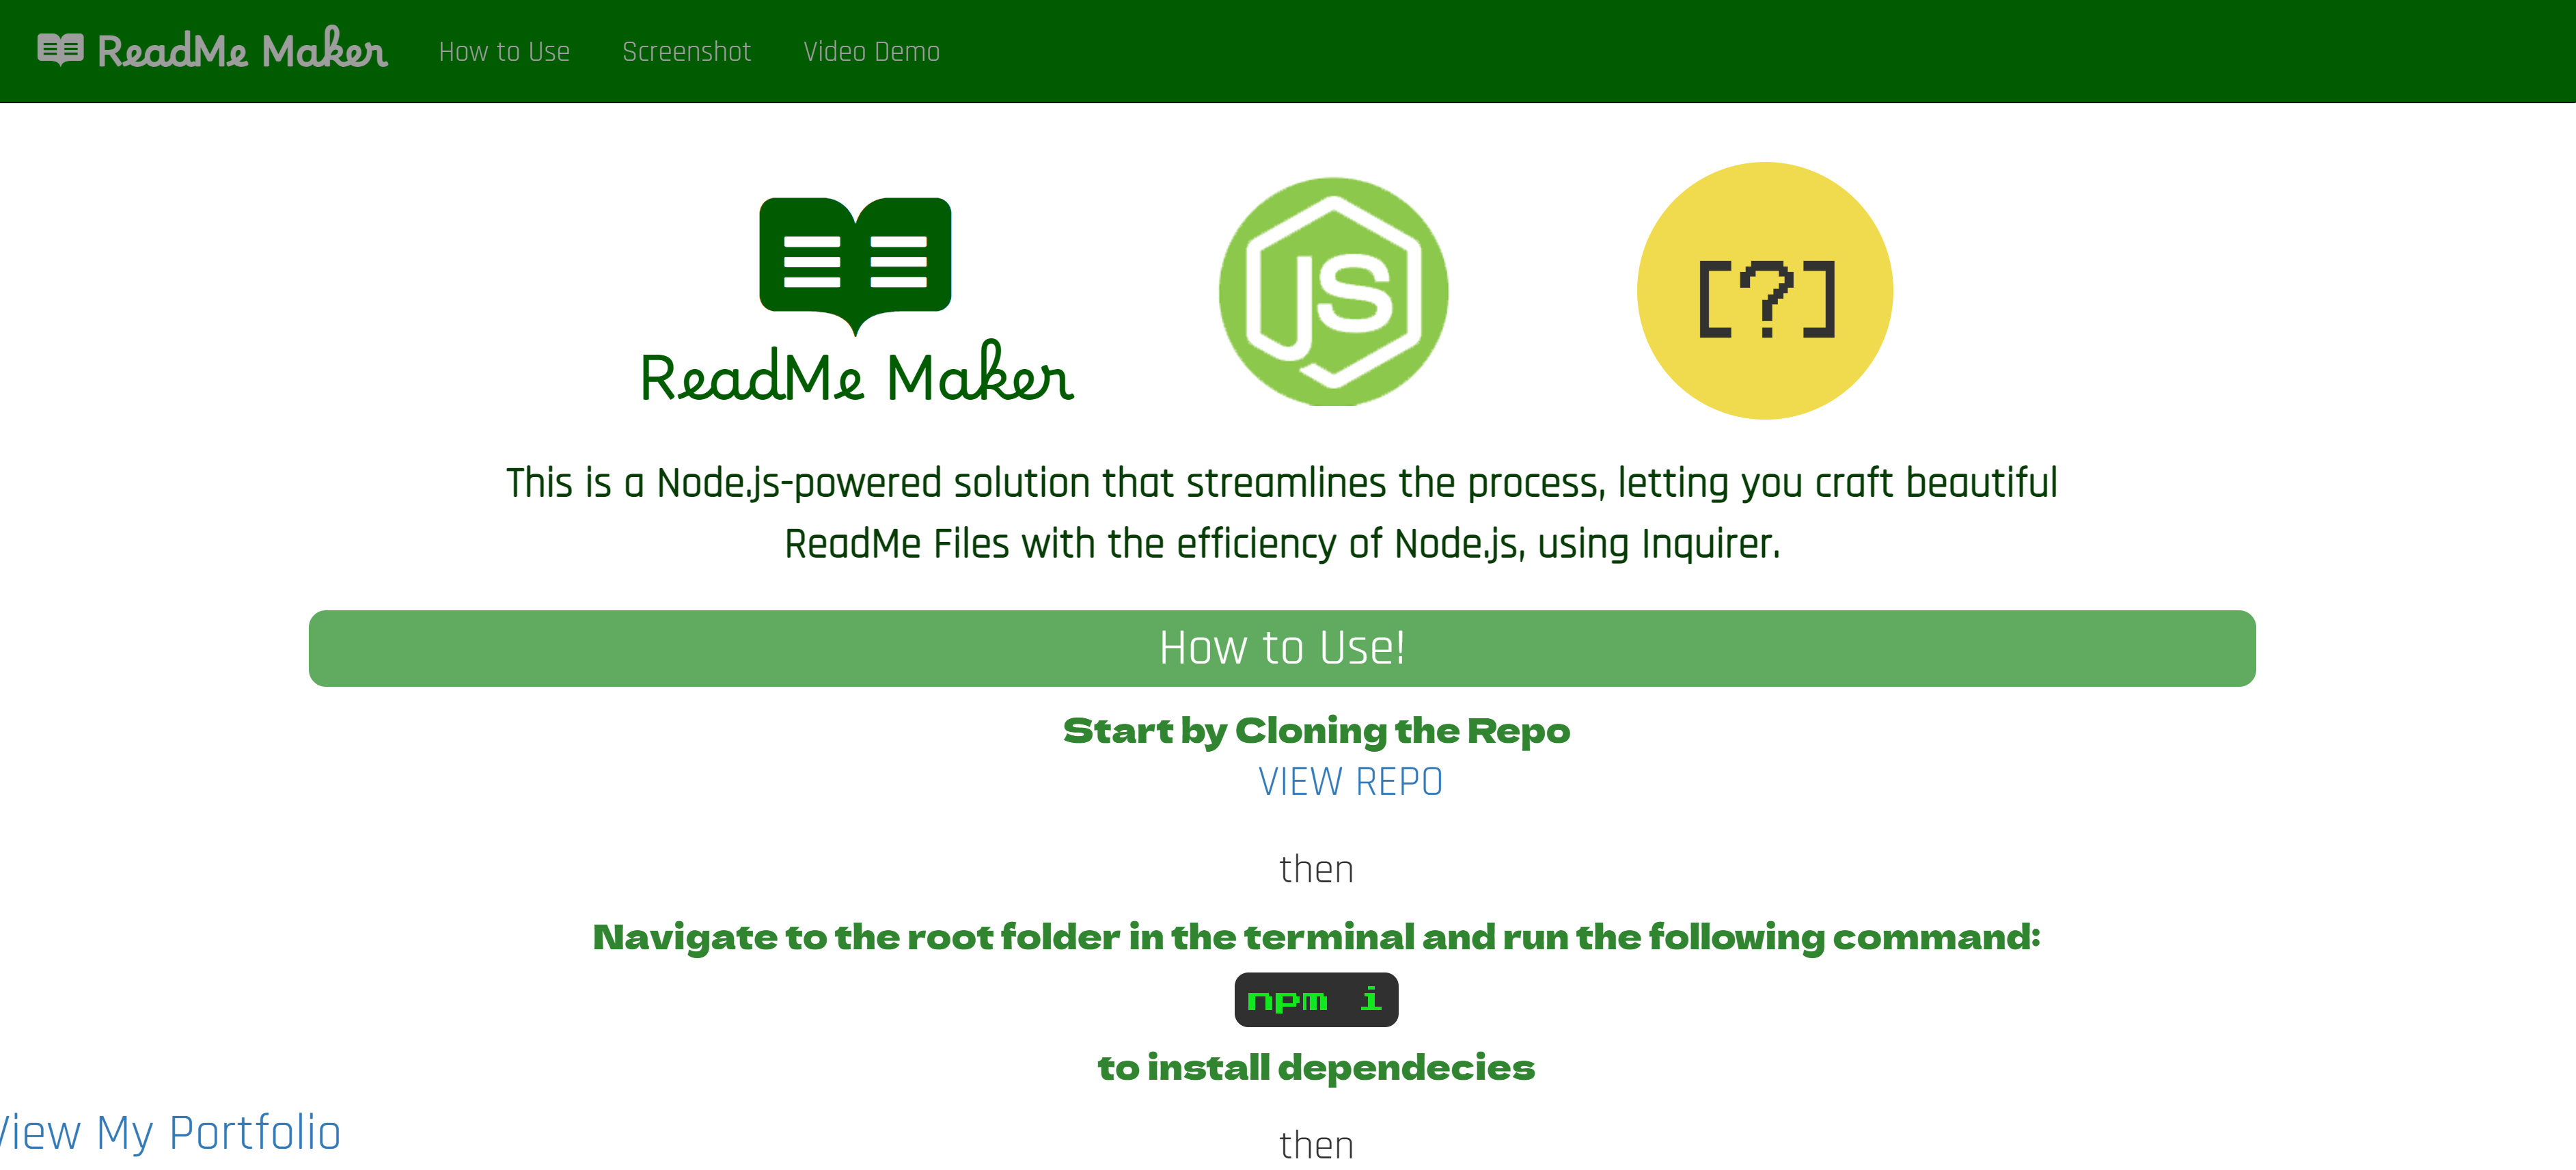 ReadMe Maker How to Use Screenshot Video Demo
JS
[?]
ReadMe Maker
This is a Node.js-powered solution that streamlines the process, letting you craft beautiful
ReadMe Files with the efficiency of Node.js, using Inquirer.
How to Use!
Start by Cloning the Repo
VIEW REPO
then
Navigate to the root folder in the terminal and run the following command:
npm i
to install dependecies
View My Portfolio
then